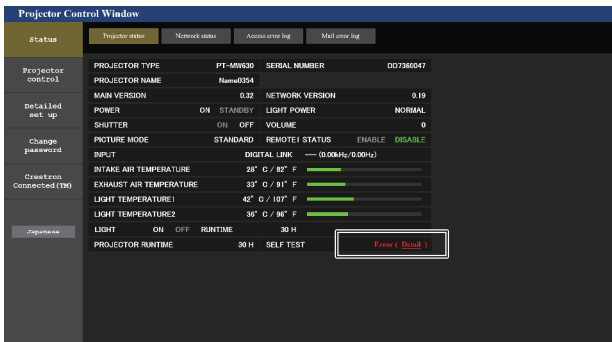 Projector Control Window
Status
Projector status Network status Access error log Mail error log
Projector control
Detailed set up
Change password
Crestron Connected(TM)
Japanese
PROJECTOR TYPE PT-MW630 SERIAL NUMBER DD7360047
PROJECTOR NAME Name0354
MAIN VERSION 0.32 NETWORK VERSION 0.19
POWER ON STANDBY LIGHT POWER NORMAL
SHUTTER ON OFF VOLUME 0
PICTURE MODE STANDARD REMOTE1 STATUS ENABLE DISABLE
INPUT DIGITAL LINK --- (0.00kHz/0.00Hz)
INTAKE AIR TEMPERATURE 28° C / 82° F
EXHAUST AIR TEMPERATURE 33° C / 91° F
LIGHT TEMPERATURE1 42° C / 107° F
LIGHT TEMPERATURE2 36° C / 96° F
LIGHT ON OFF RUNTIME 30 H
PROJECTOR RUNTIME 30 H SELF TEST Error ( Detail )